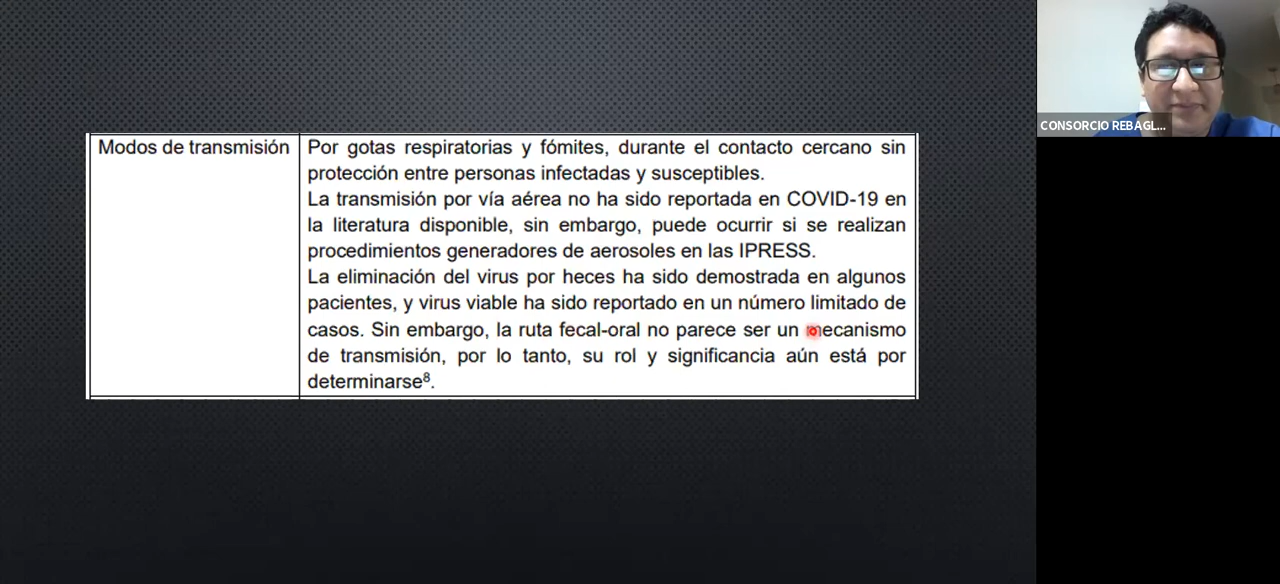 Modos de transmisión
Por gotas respiratorias y fómites, durante el contacto cercano sin
protección entre personas infectadas y susceptibles.
La transmisión por vía aérea no ha sido reportada en COVID-19 en
la literatura disponible, sin embargo, puede ocurrir si se realizan
procedimientos generadores de aerosoles en las IPRESS.
La eliminación del virus por heces ha sido demostrada en algunos
pacientes, y virus viable ha sido reportado en un número limitado de
casos. Sin embargo, la ruta fecal-oral no parece ser un mecanismo
de transmisión, por lo tanto, su rol y significancia aún está por
determinarse⁸.
CONSORCIO REBAGL...